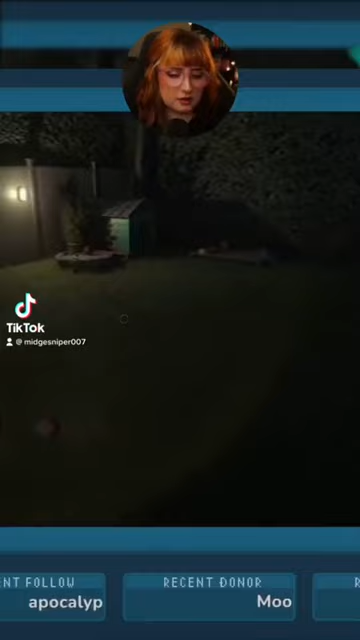 TikTok
@ midgesniper007
NT FOLLOW
RECENT DONOR
R
apocalyp
Moo